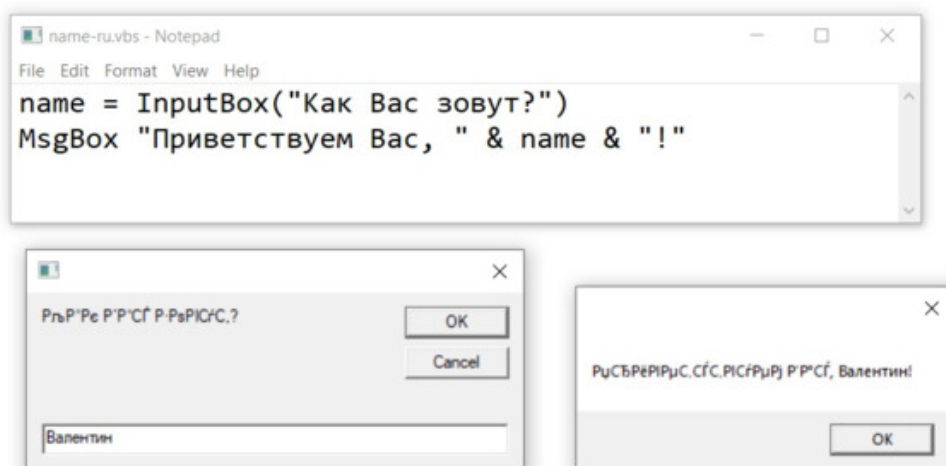 name-ru.vbs - Notepad
File Edit Format View Help
name = InputBox("Как Вас зовут?")
MsgBox "Приветствуем Вас, " & name & "!"
РљР°Рє Р’Р°СЃ Р·РѕРІСѓС‚?
OK
Cancel
Валентин
РџСЂРёРІРµС‚СЃС‚РІСѓРµРј Р’Р°СЃ, Валентин!
OK